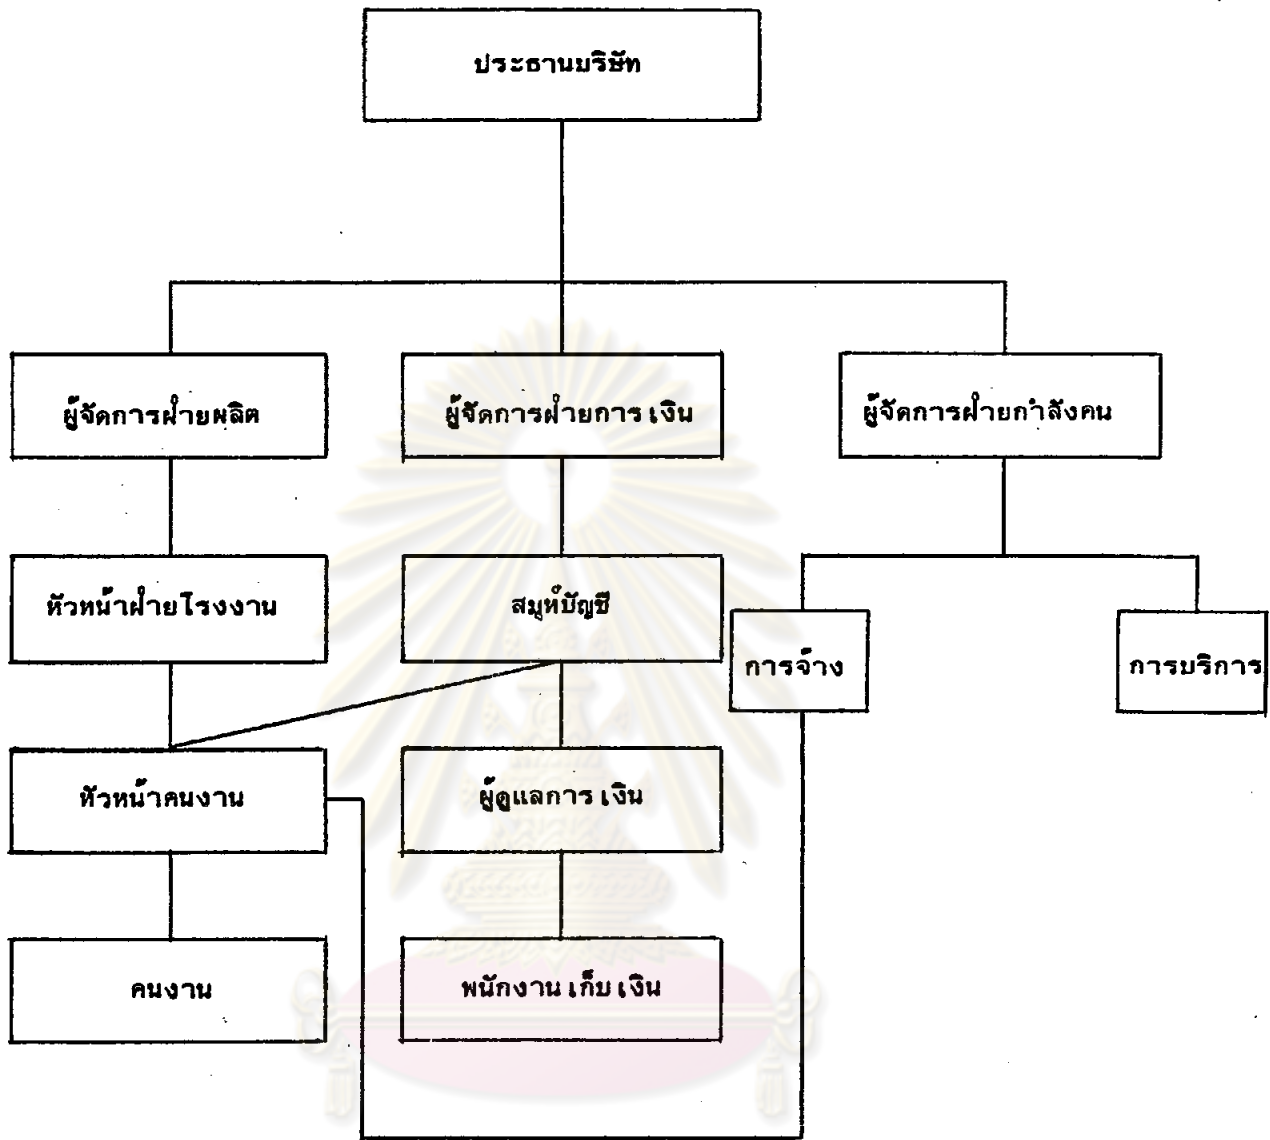 ประธานบริษัท
ผู้จัดการฝ่ายผลิต
ผู้จัดการฝ่ายการเงิน
ผู้จัดการฝ่ายกำลังคน
หัวหน้าฝ่ายโรงงาน
สมุห์บัญชี
การจ้าง
การบริการ
หัวหน้าคนงาน
ผู้ดูแลการเงิน
คนงาน
พนักงานเก็บเงิน